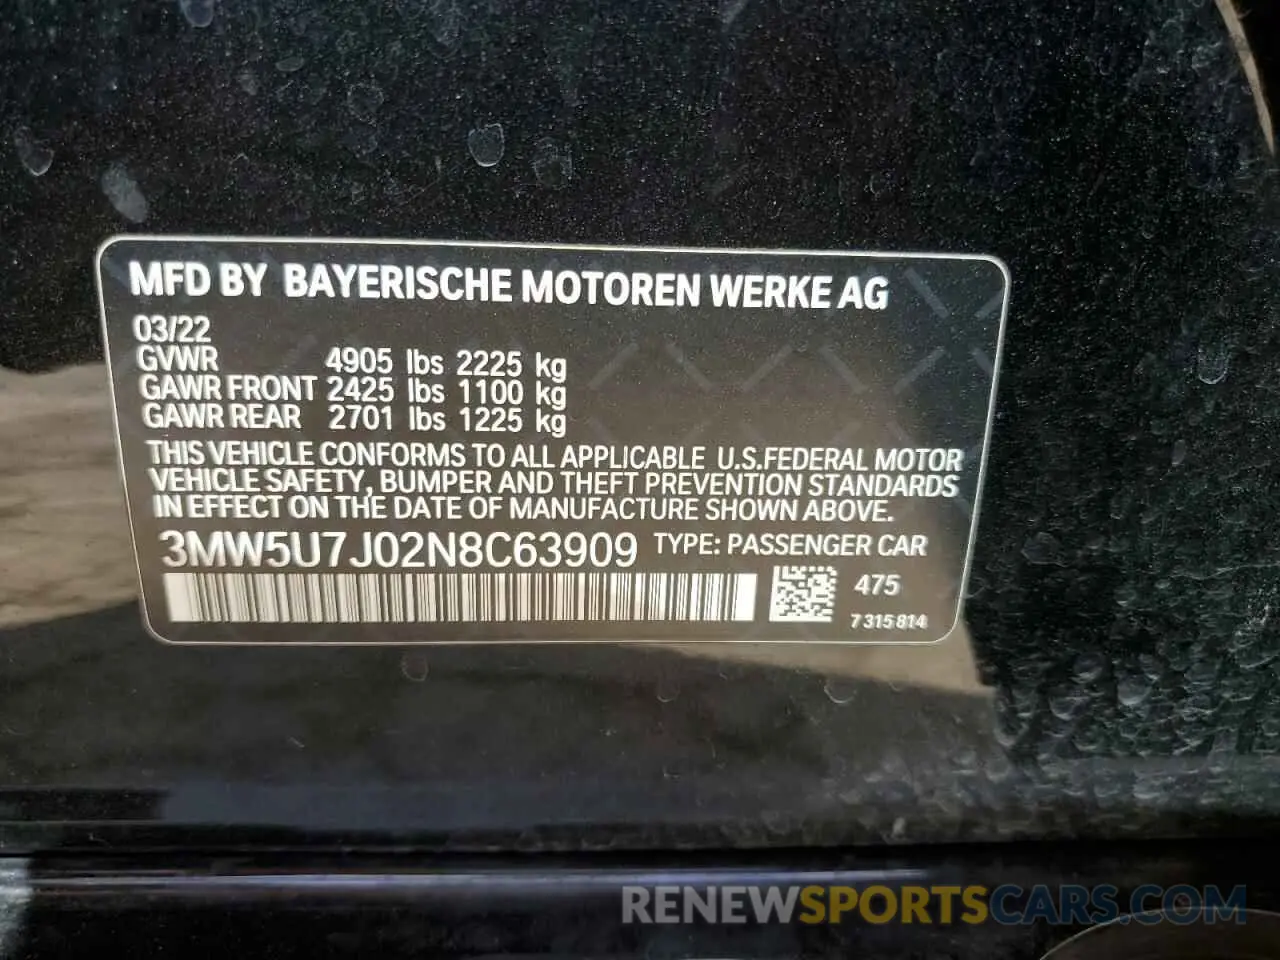 MFD BY BAYERISCHE MOTOREN WERKE AG
03/22
GVWR 4905 lbs 2225 kg
GAWR FRONT 2425 lbs 1100 kg
GAWR REAR 2701 lbs 1225 kg
THIS VEHICLE CONFORMS TO ALL APPLICABLE U.S.FEDERAL MOTOR
VEHICLE SAFETY, BUMPER AND THEFT PREVENTION STANDARDS
IN EFFECT ON THE DATE OF MANUFACTURE SHOWN ABOVE.
3MW5U7J02N8C63909 TYPE: PASSENGER CAR
475
7 315 814
RENEWSPORTSCARS.COM